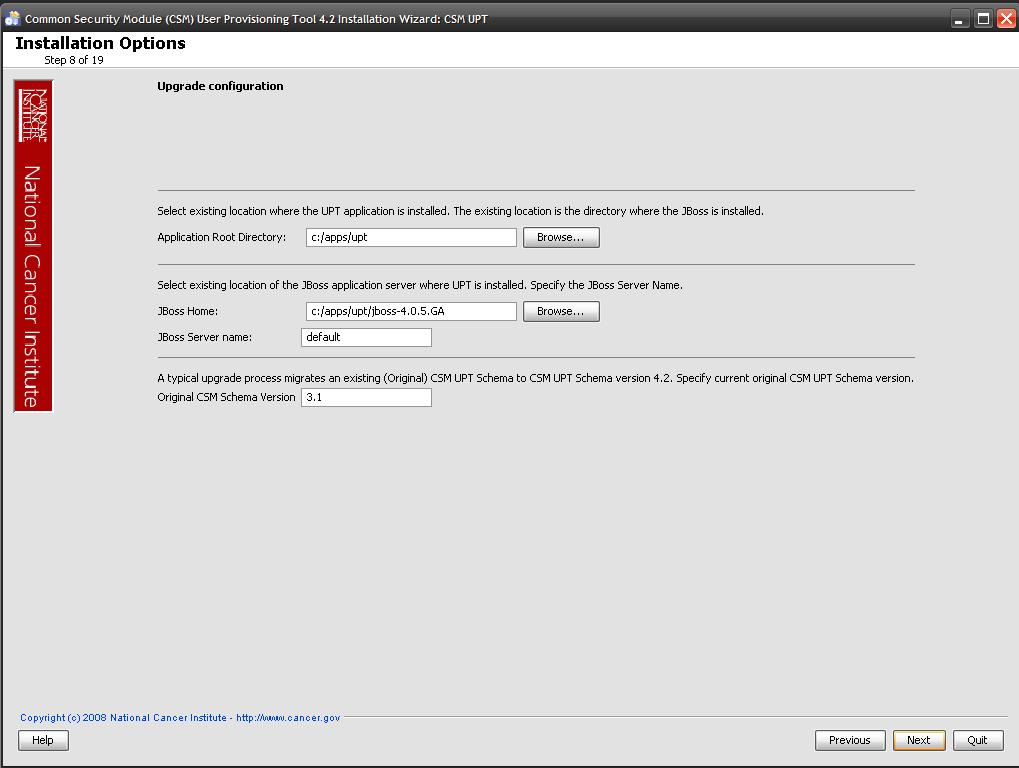 Common Security Module (CSM) User Provisioning Tool 4.2 Installation Wizard: CSM UPT
Installation Options
Step 8 of 19
NATIONAL
CANCER
INSTITUTE
National Cancer Institute
Upgrade configuration
Select existing location where the UPT application is installed. The existing location is the directory where the JBoss is installed.
Application Root Directory: c:/apps/upt Browse...
Select existing location of the JBoss application server where UPT is installed. Specify the JBoss Server Name.
JBoss Home: c:/apps/upt/jboss-4.0.5.GA Browse...
JBoss Server name: default
A typical upgrade process migrates an existing (Original) CSM UPT Schema to CSM UPT Schema version 4.2. Specify current original CSM UPT Schema version.
Original CSM Schema Version 3.1
Copyright (c) 2008 National Cancer Institute - http://www.cancer.gov
Help Previous Next Quit